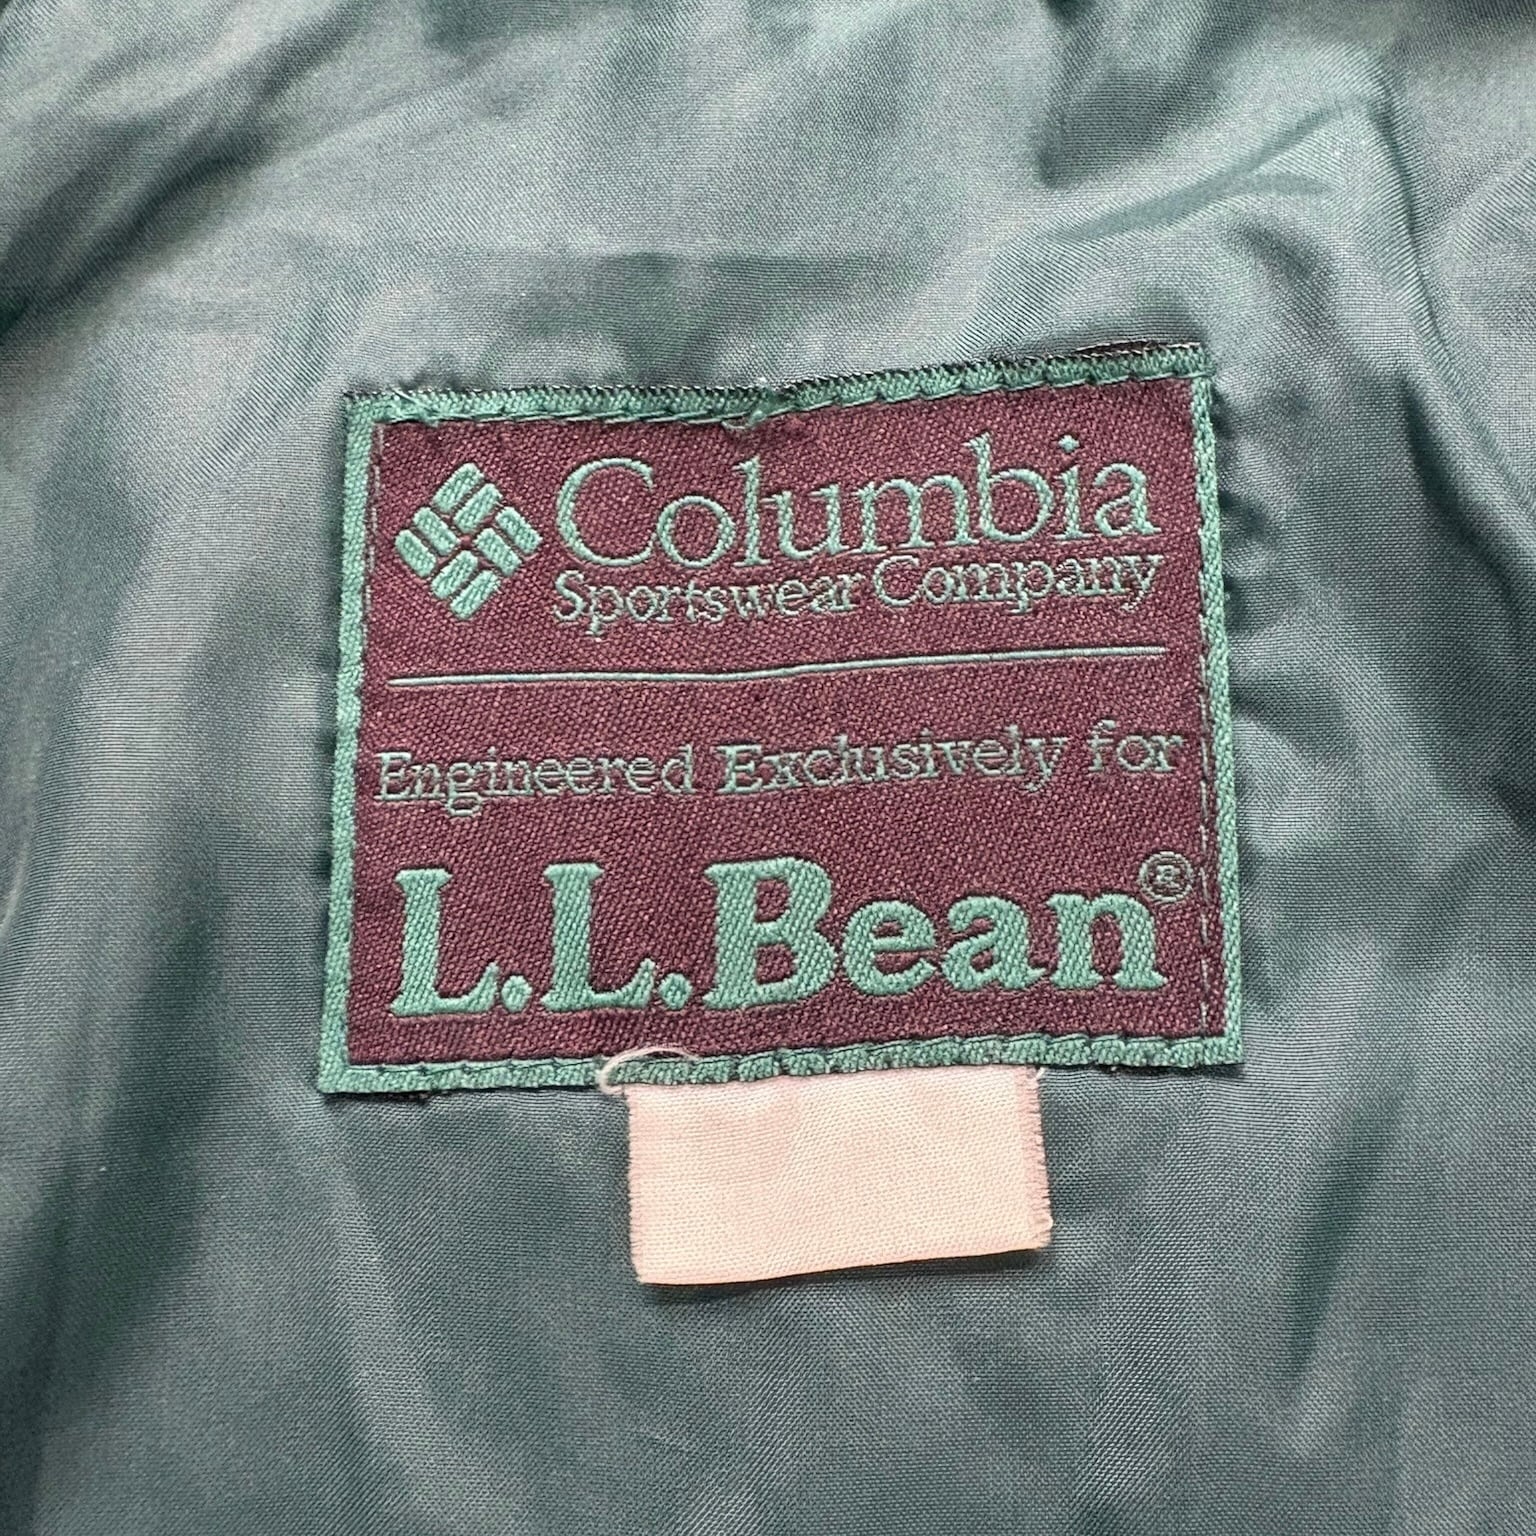 Columbia
Sportswear Company
Engineered Exclusively for
L.L.Bean®